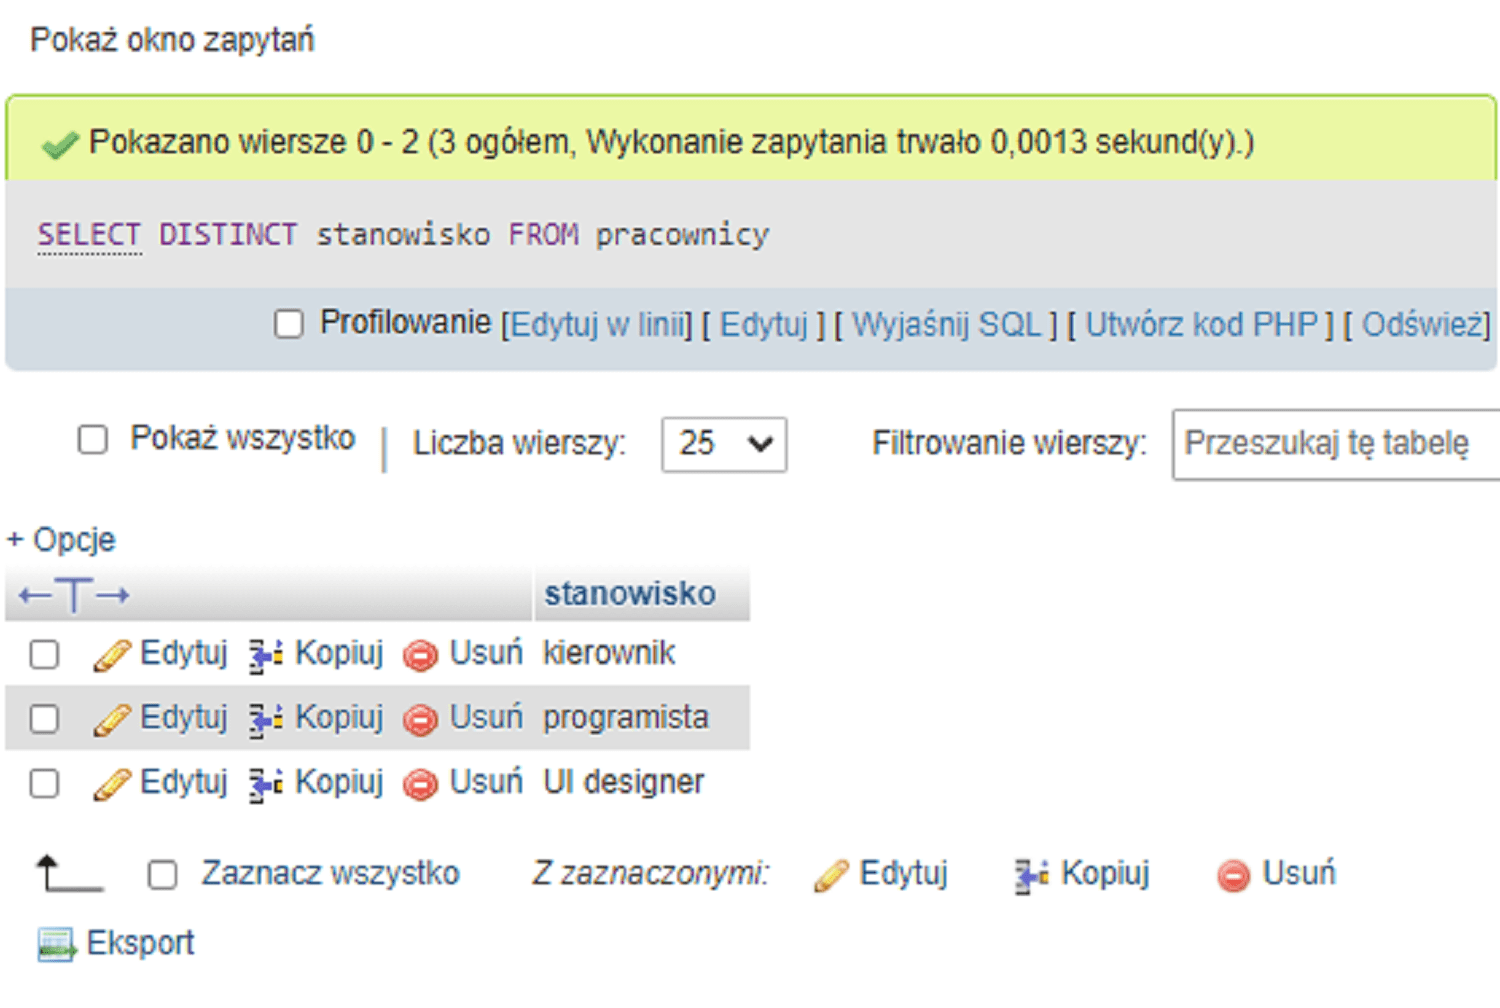 Pokaż okno zapytań
Pokazano wiersze 0 - 2 (3 ogółem, Wykonanie zapytania trwało 0,0013 sekund(y).)
SELECT DISTINCT stanowisko FROM pracownicy
Profilowanie [Edytuj w linii] [ Edytuj ] [ Wyjaśnij SQL ] [ Utwórz kod PHP ] [ Odśwież]
Pokaż wszystko | Liczba wierszy: 25 Filtrowanie wierszy: Przeszukaj tę tabelę
+ Opcje
←T→ stanowisko
Edytuj Kopiuj Usuń kierownik
Edytuj Kopiuj Usuń programista
Edytuj Kopiuj Usuń UI designer
Zaznacz wszystko Z zaznaczonymi: Edytuj Kopiuj Usuń
Eksport